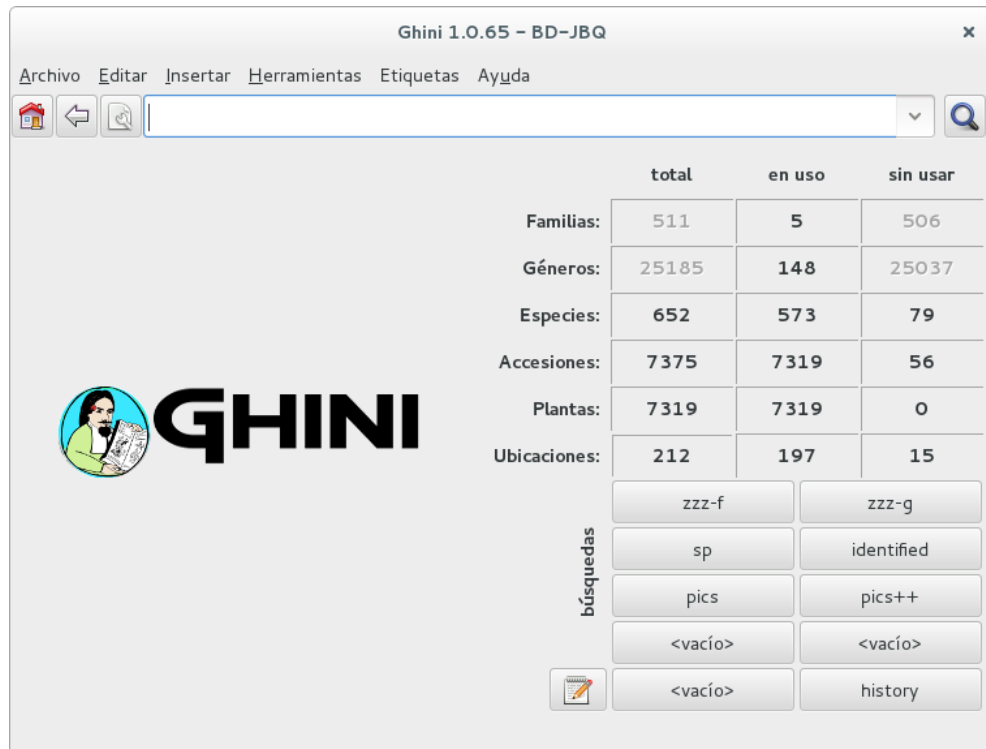 Ghini 1.0.65 - BD-JBQ
Archivo Editar Insertar Herramientas Etiquetas Ayuda
total en uso sin usar
Familias: 511 5 506
Géneros: 25185 148 25037
Especies: 652 573 79
Accesiones: 7375 7319 56
GHINI
Plantas: 7319 7319 0
Ubicaciones: 212 197 15
búsquedas
zzz-f zzz-g
sp identified
pics pics++
<vacío> <vacío>
<vacío> history